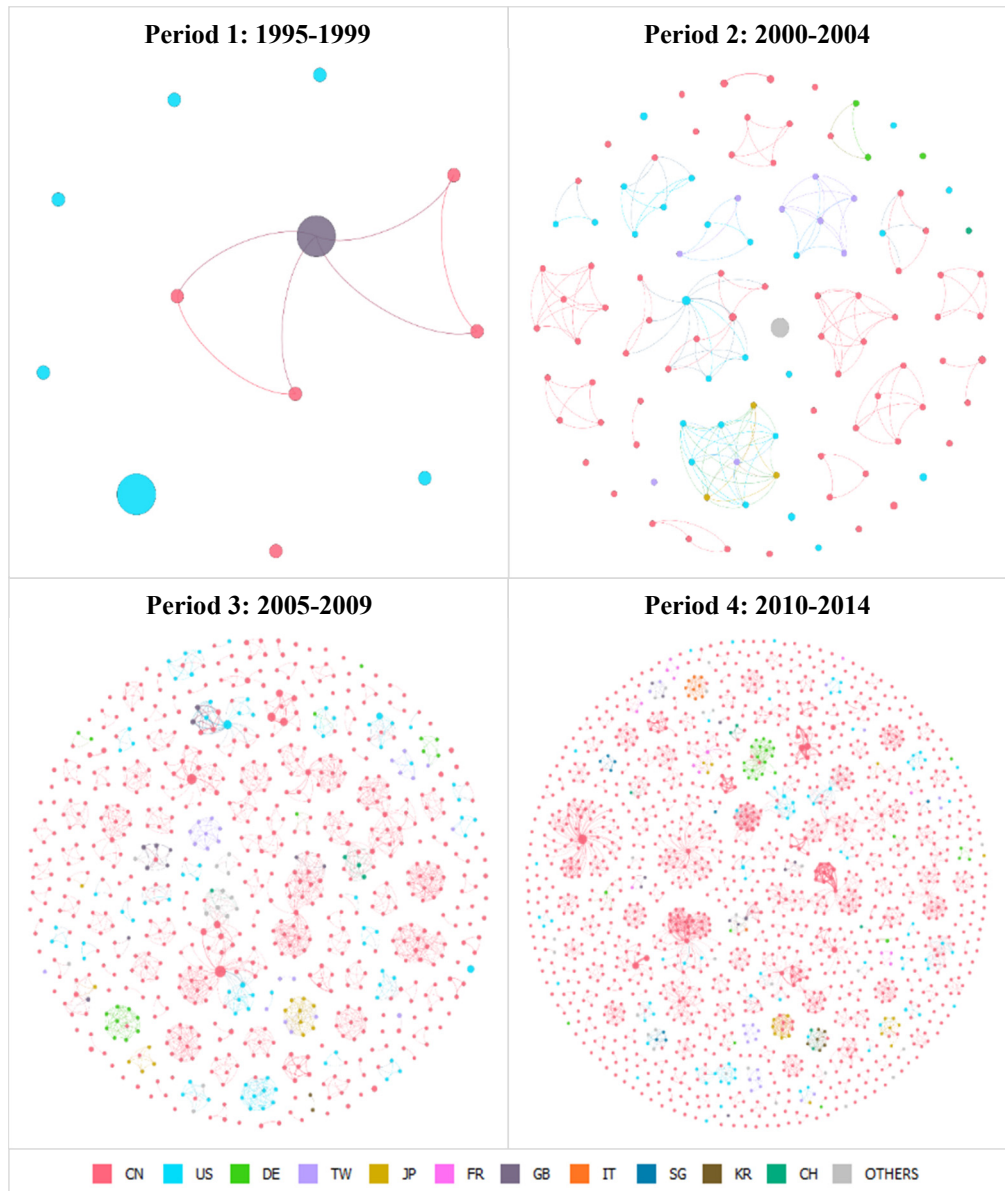 Period 1: 1995-1999
Period 2: 2000-2004
Period 3: 2005-2009
Period 4: 2010-2014
CN US DE TW JP FR GB IT SG KR CH OTHERS